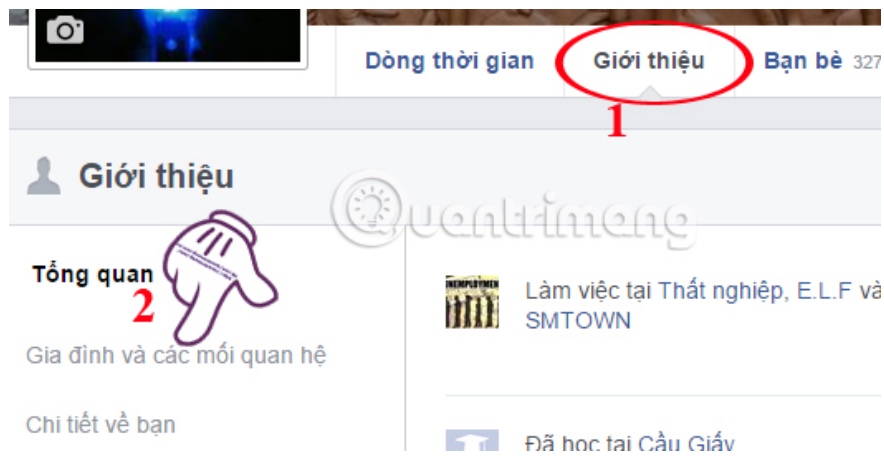 Dòng thời gian Giới thiệu Bạn bè 327
1
Giới thiệu
Quantrimang
Tổng quan
2
Làm việc tại Thất nghiệp, E.L.F và
SMTOWN
Gia đình và các mối quan hệ
Chi tiết về bạn
Đã học tại Cầu Giấy